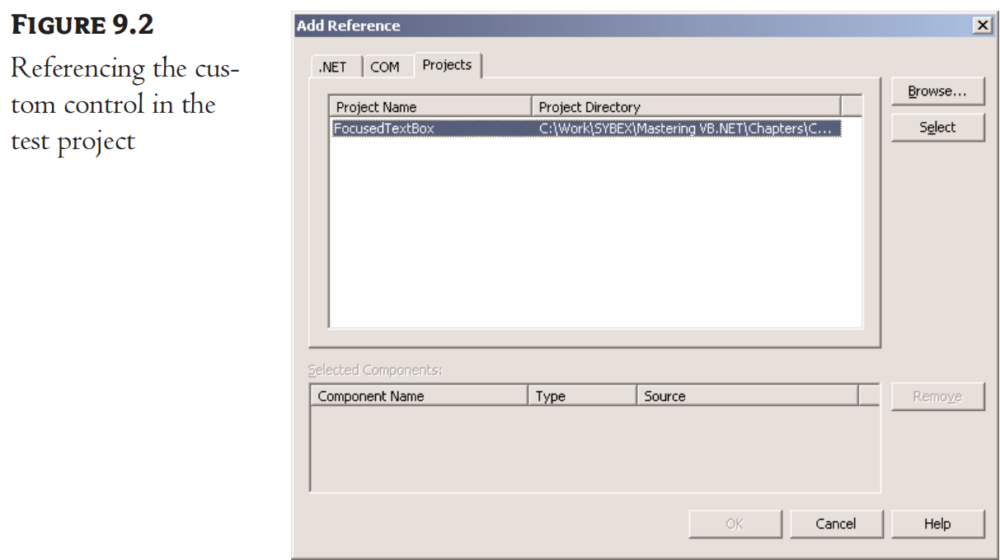 FIGURE 9.2
Referencing the cus-
tom control in the
test project
Add Reference
.NET COM Projects
Browse...
Select
Project Name Project Directory
FocusedTextBox C:\Work\SYBEX\Mastering VB.NET\Chapters\C...
Selected Components:
Component Name Type Source
Remove
OK Cancel Help